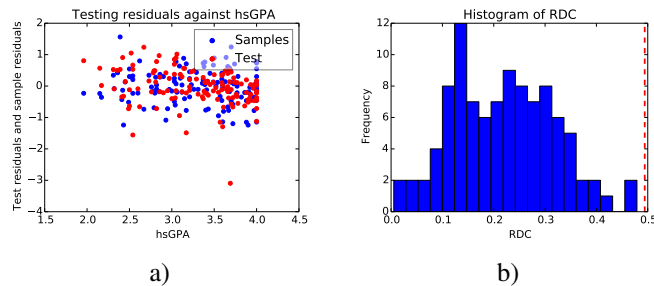 Testing residuals against hsGPA
Test residuals and sample residuals
2
1
0
−1
−2
−3
−4
1.5 2.0 2.5 3.0 3.5 4.0 4.5
hsGPA
Samples
Test
a)
Histogram of RDC
Frequency
12
10
8
6
4
2
0
0.0 0.1 0.2 0.3 0.4 0.5
RDC
b)